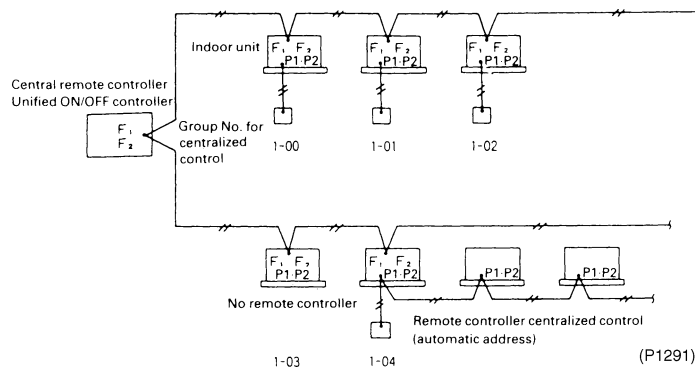 Indoor unit
F₁ F₂
P1·P2
F₁ F₂
P1·P2
F₁ F₂
P1·P2
Central remote controller
Unified ON/OFF controller
F₁
F₂
Group No. for
centralized
control
1-00
1-01
1-02
F₁ F₂
P1·P2
F₁ F₂
P1·P2
P1·P2
P1·P2
No remote controller
Remote controller centralized control
(automatic address)
1-03
1-04
(P1291)